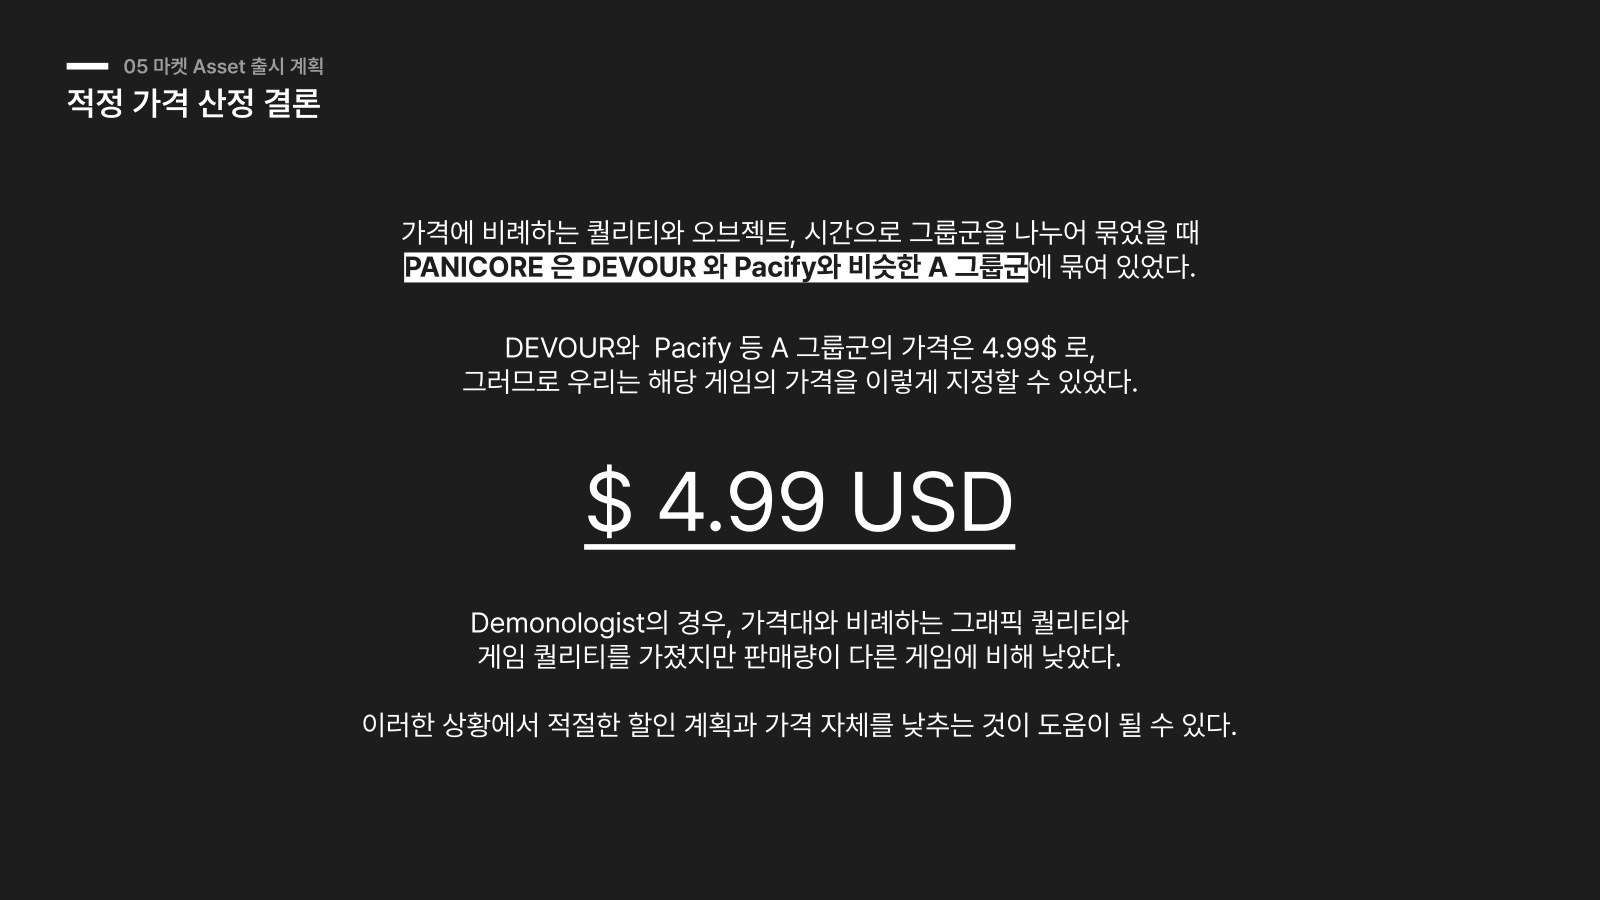 05 마켓 Asset 출시 계획
적정 가격 산정 결론
가격에 비례하는 퀄리티와 오브젝트, 시간으로 그룹군을 나누어 묶었을 때
PANICORE 은 DEVOUR 와 Pacify와 비슷한 A 그룹군에 묶여 있었다.
DEVOUR와  Pacify 등 A 그룹군의 가격은 4.99$ 로,
그러므로 우리는 해당 게임의 가격을 이렇게 지정할 수 있었다.
$ 4.99 USD
Demonologist의 경우, 가격대와 비례하는 그래픽 퀄리티와
게임 퀄리티를 가졌지만 판매량이 다른 게임에 비해 낮았다.
이러한 상황에서 적절한 할인 계획과 가격 자체를 낮추는 것이 도움이 될 수 있다.